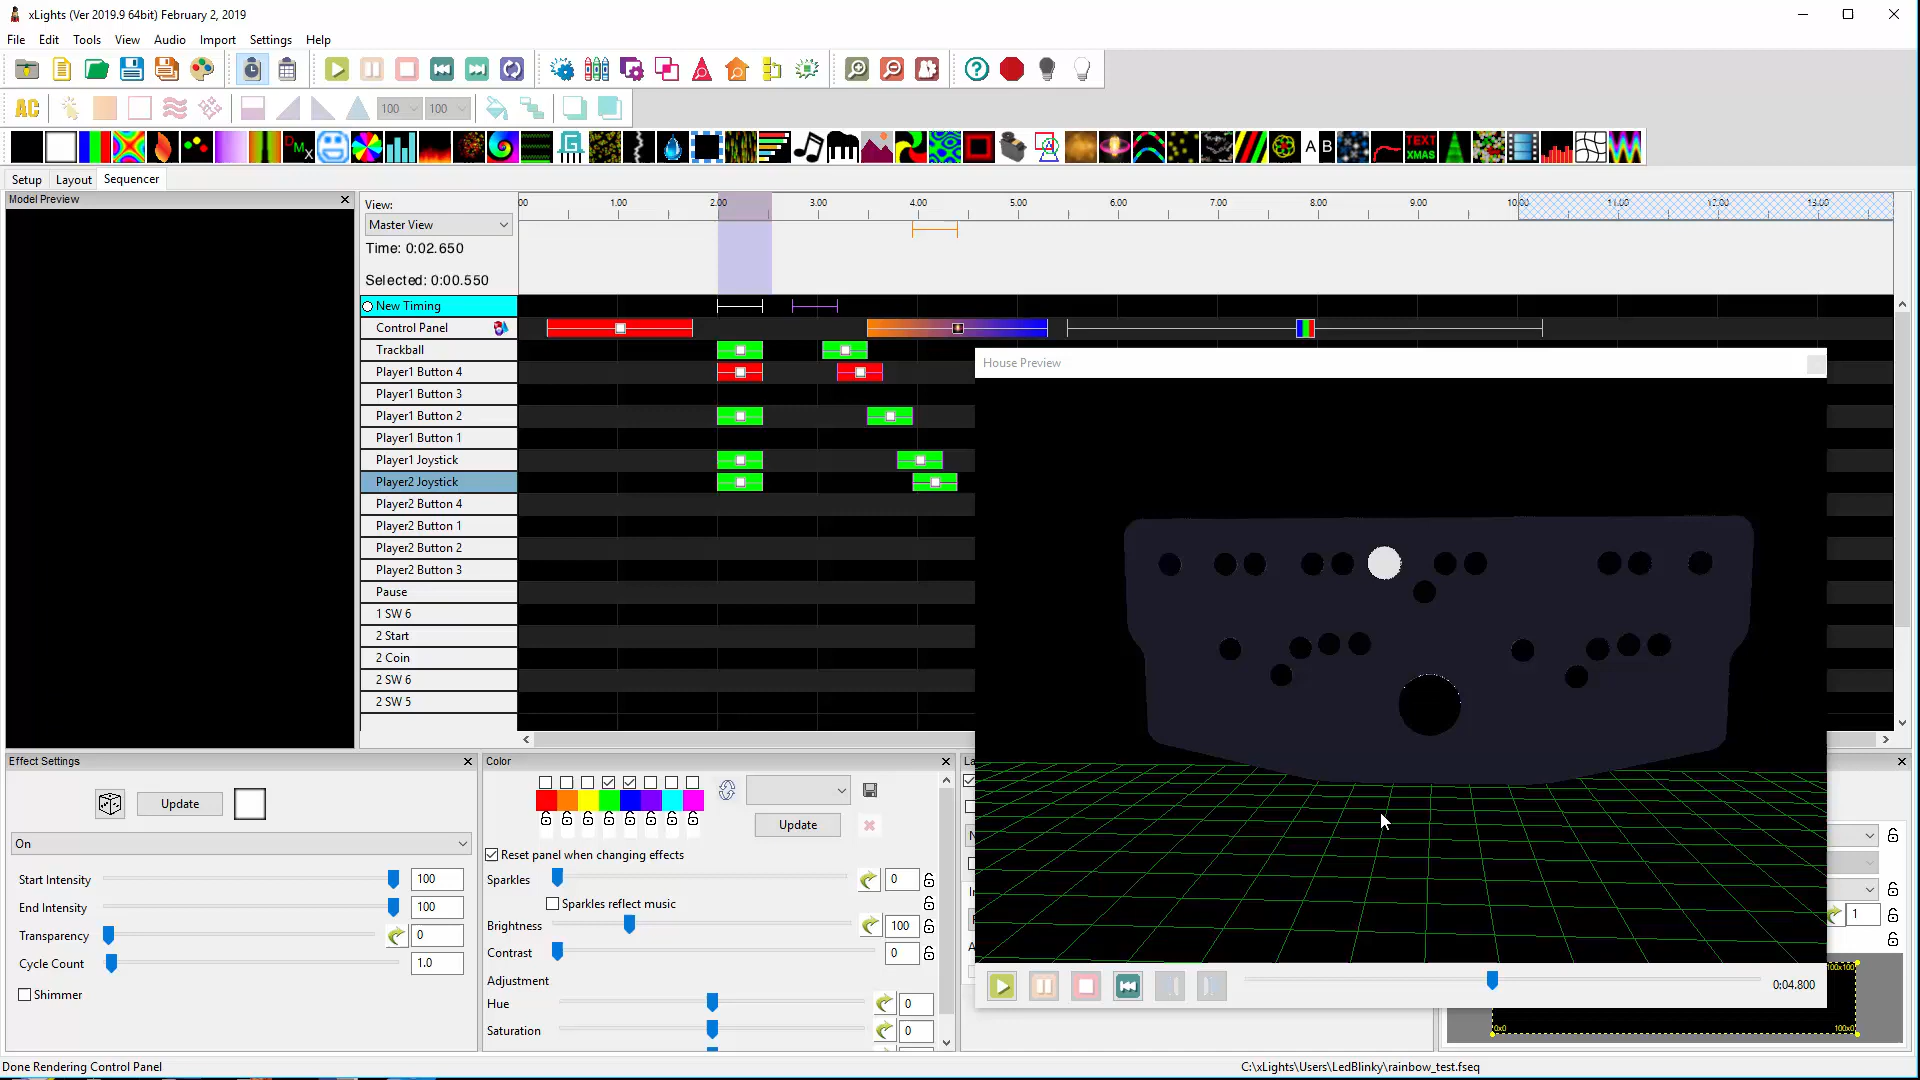 xLights (Ver 2019.9 64bit) February 2, 2019
File Edit Tools View Audio Import Settings Help
AC 100 100
DMX A B TEXT XMAS
Setup Layout Sequencer
Model Preview
View:
Master View
Time: 0:02.650
Selected: 0:00.550
1.00 2.00 3.00 4.00 5.00 6.00 7.00 8.00 9.00 10.00 11.00 12.00 13.00
New Timing
Control Panel
Trackball
Player1 Button 4
Player1 Button 3
Player1 Button 2
Player1 Button 1
Player1 Joystick
Player2 Joystick
Player2 Button 4
Player2 Button 1
Player2 Button 2
Player2 Button 3
Pause
1 SW 6
2 Start
2 Coin
2 SW 6
2 SW 5
House Preview
0:04.800
Effect Settings
Update
On
Start Intensity 100
End Intensity 100
Transparency 0
Cycle Count 1.0
Shimmer
Color
Update
Reset panel when changing effects
Sparkles 0
Sparkles reflect music
Brightness 100
Contrast 0
Adjustment
Hue 0
Saturation 0
1
100x100
0x0 100x0
Done Rendering Control Panel
C:\xLights\Users\LedBlinky\rainbow_test.fseq